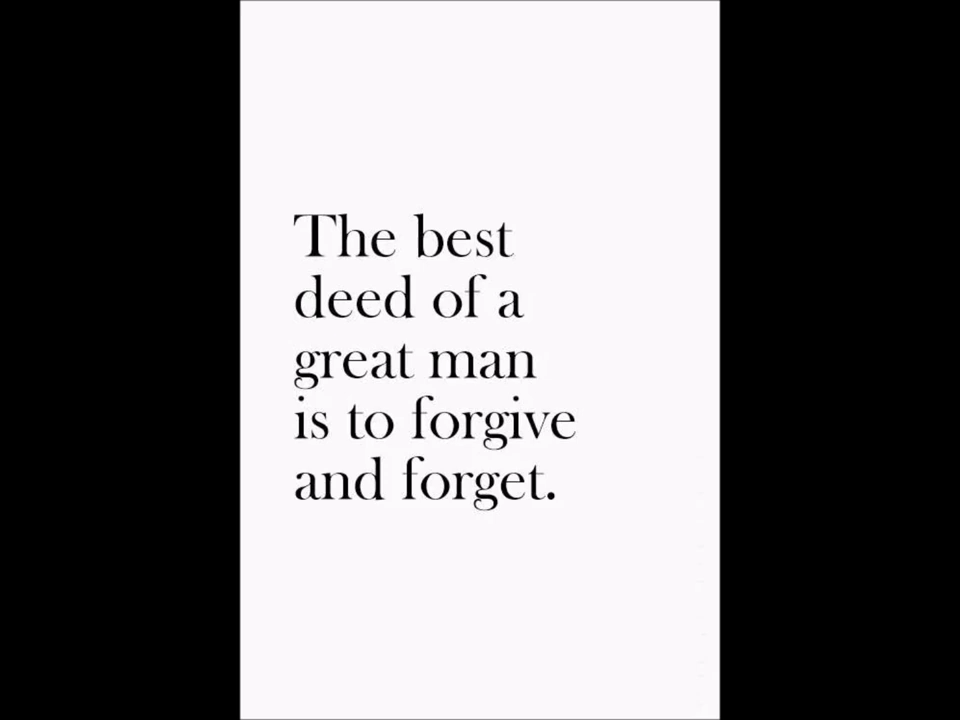 The best
deed of a
great man
is to forgive
and forget.